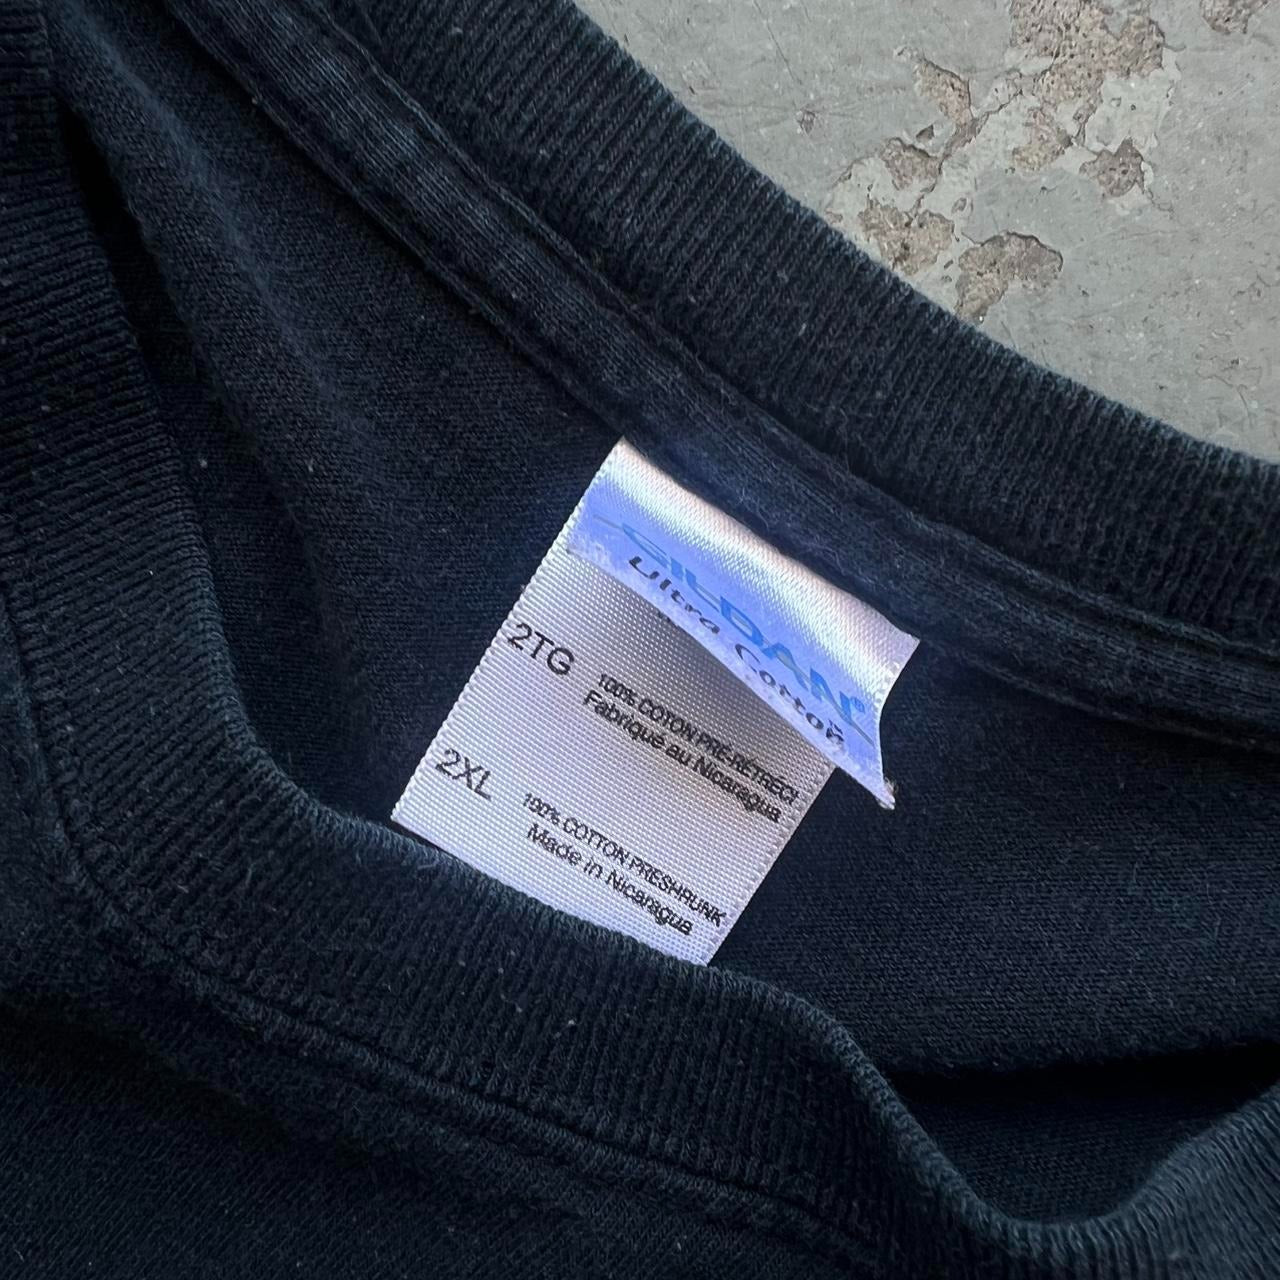 GILDAN®
Ultra Cotton®
2TG
100% COTON PRÉ-RÉTRÉCI
Fabriqué au Nicaragua
2XL
100% COTTON PRESHRUNK
Made in Nicaragua